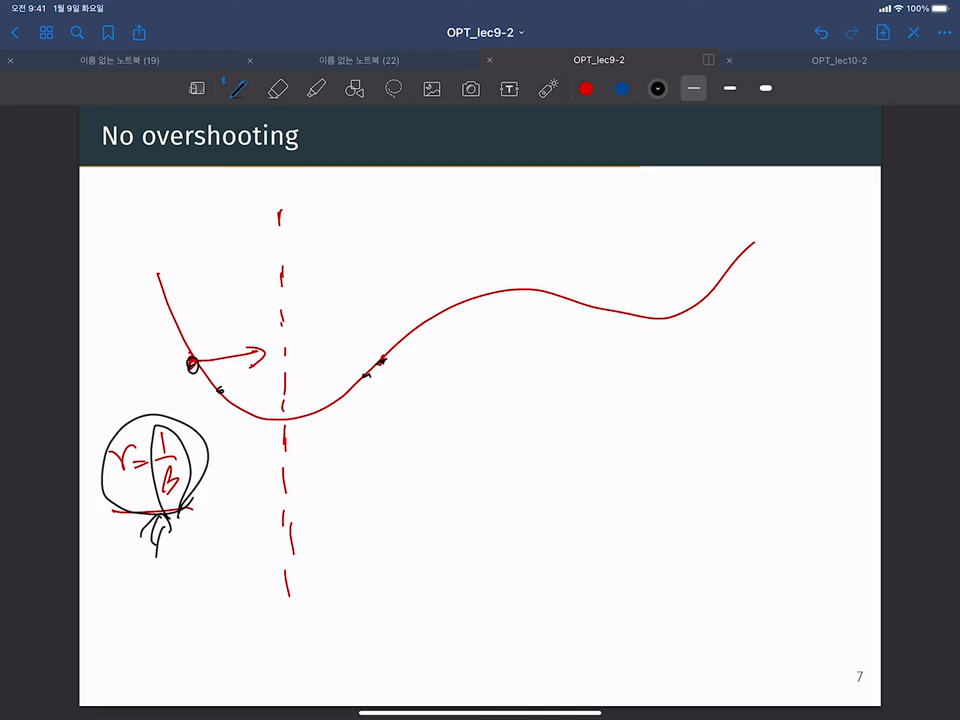 오전 9:41 1월 9일 화요일
100%
OPT_lec9-2
이름 없는 노트북 (19)
이름 없는 노트북 (22)
OPT_lec9-2
OPT_lec10-2
T
No overshooting
γ = 1/β
7